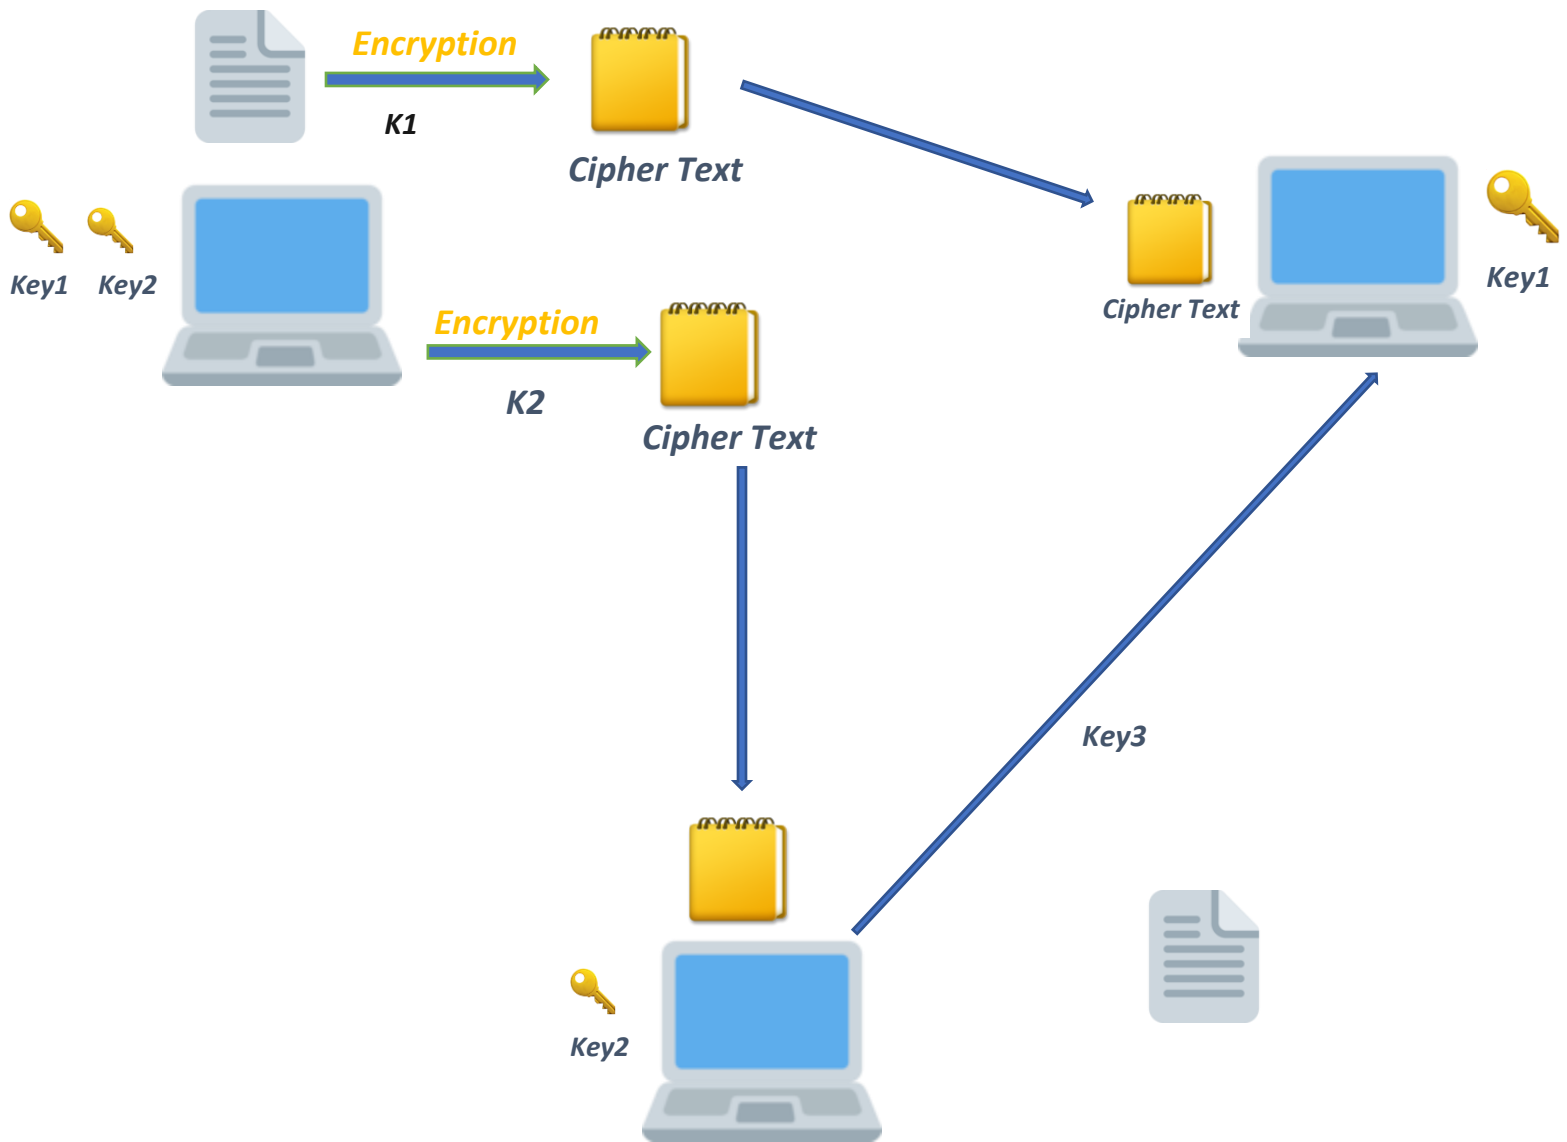 Encryption
K1
Cipher Text
Key1 Key2
Encryption
K2
Cipher Text
Cipher Text
Key1
Key3
Key2